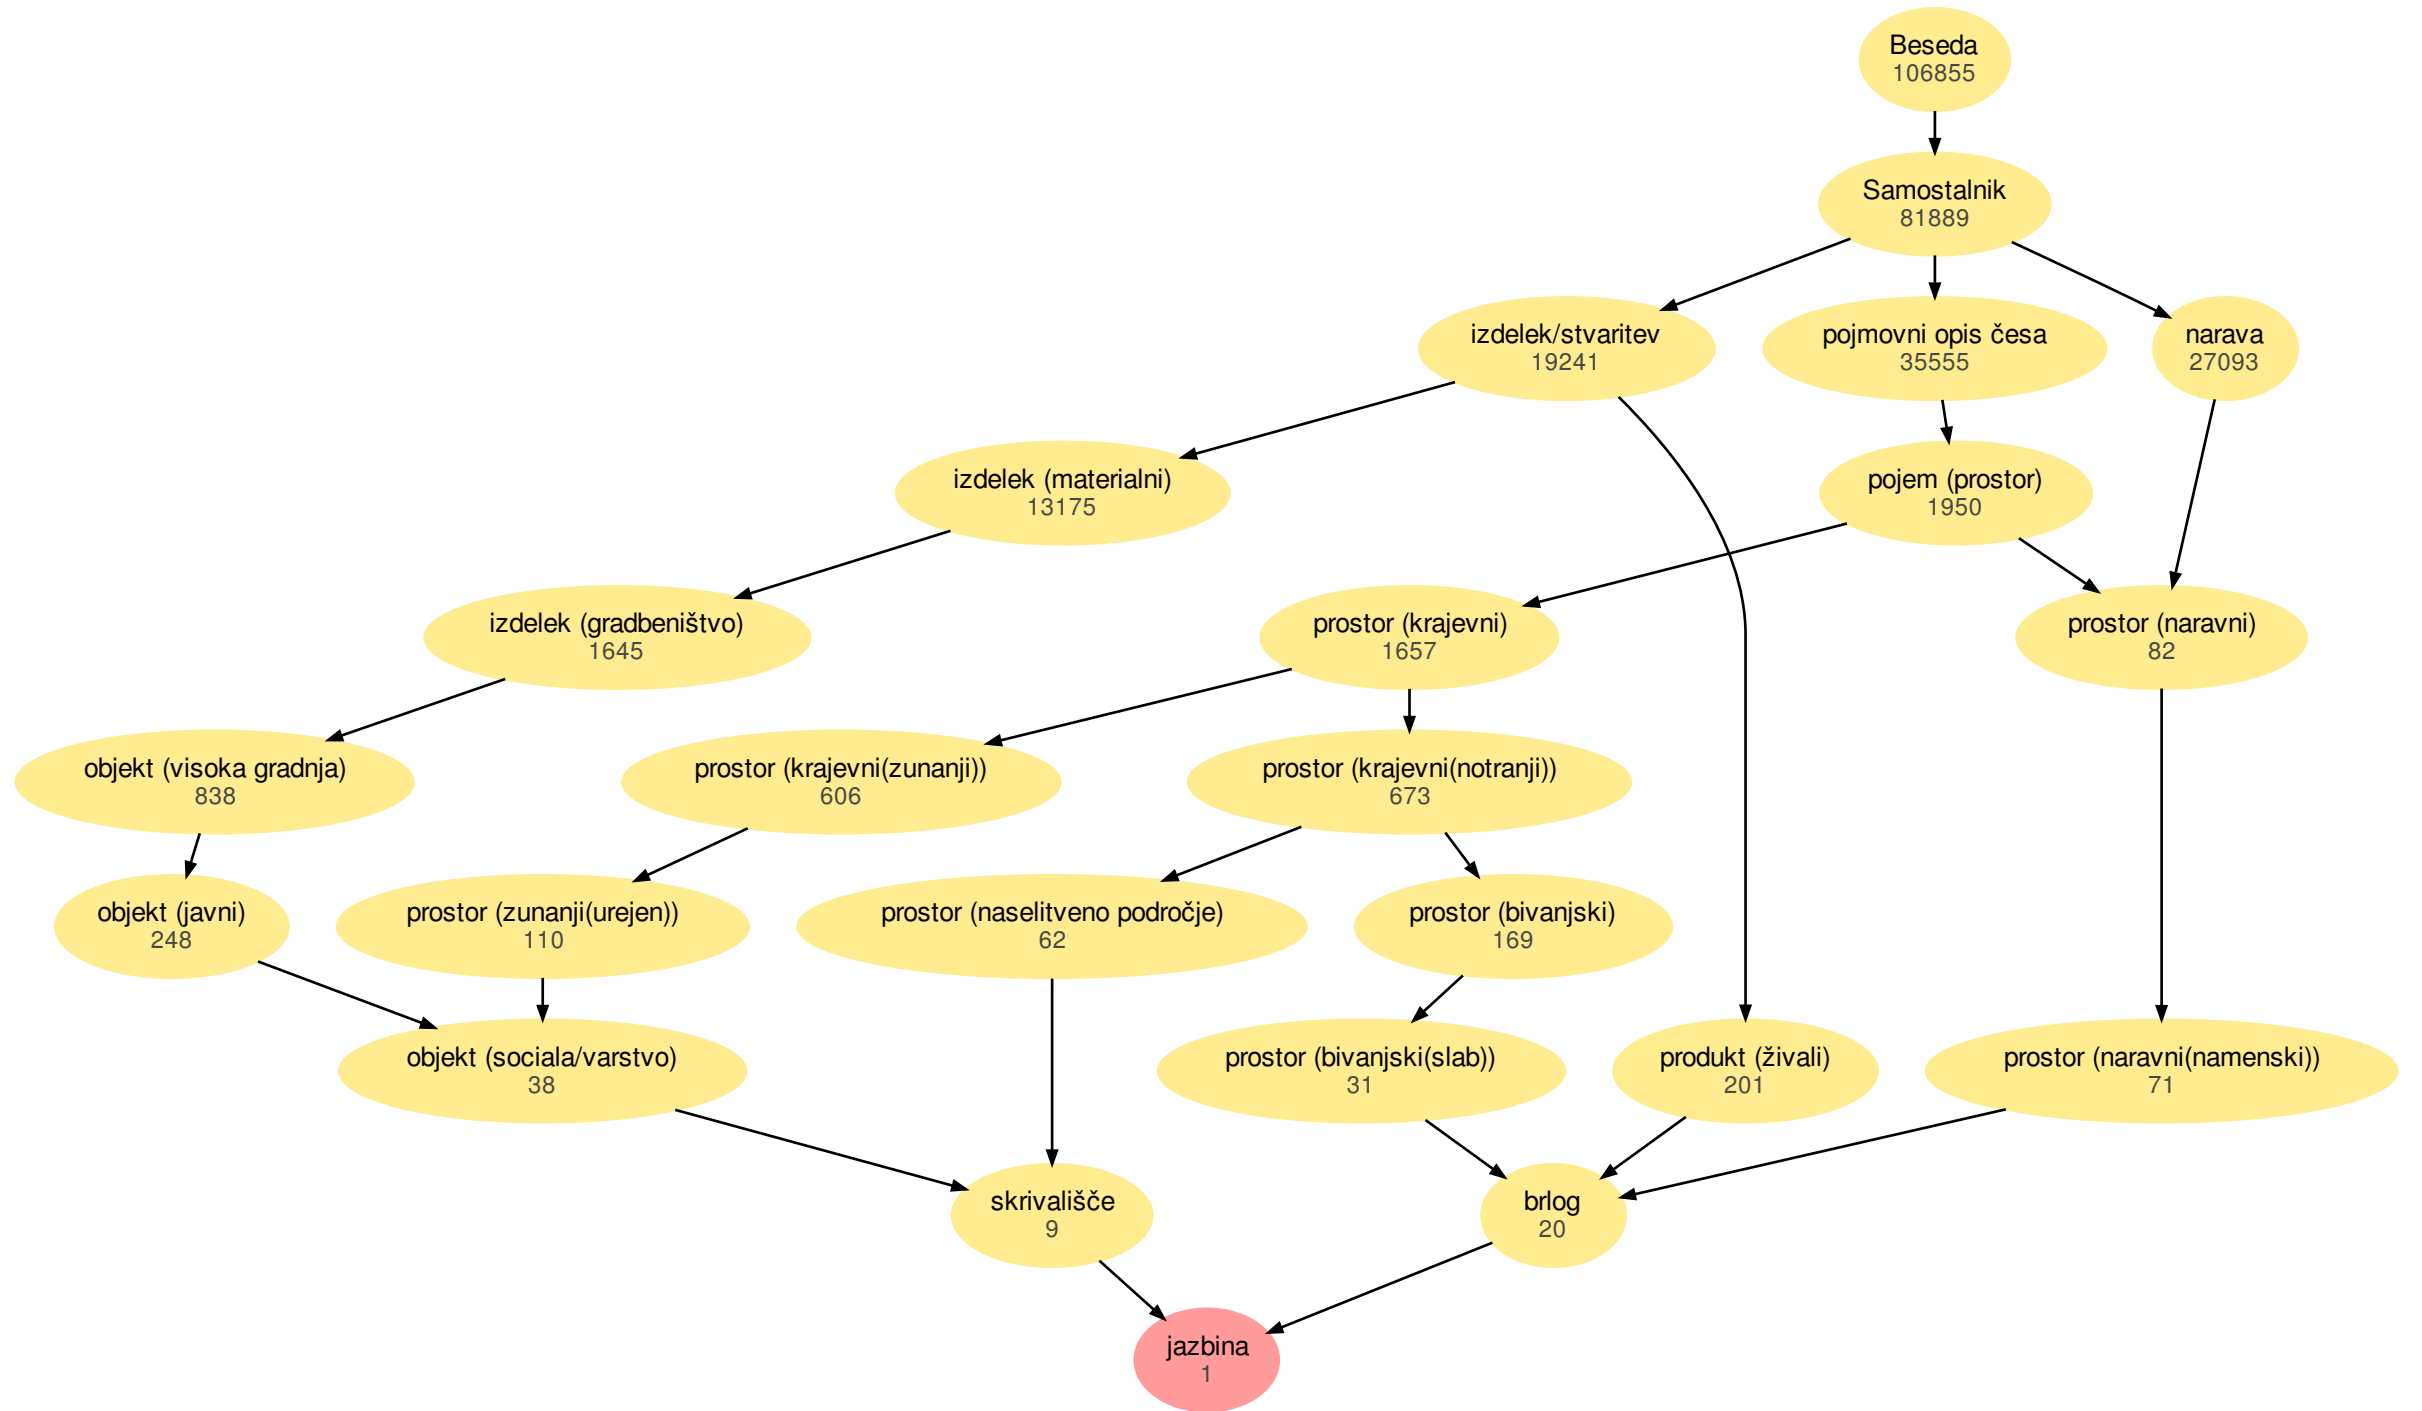 Beseda
106855
Samostalnik
81889
izdelek/stvaritev
19241
pojmovni opis česa
35555
narava
27093
izdelek (materialni)
13175
pojem (prostor)
1950
izdelek (gradbeništvo)
1645
prostor (krajevni)
1657
prostor (naravni)
82
objekt (visoka gradnja)
838
prostor (krajevni(zunanji))
606
prostor (krajevni(notranji))
673
objekt (javni)
248
prostor (zunanji(urejen))
110
prostor (naselitveno področje)
62
prostor (bivanjski)
169
objekt (sociala/varstvo)
38
prostor (bivanjski(slab))
31
produkt (živali)
201
prostor (naravni(namenski))
71
skrivališče
9
brlog
20
jazbina
1